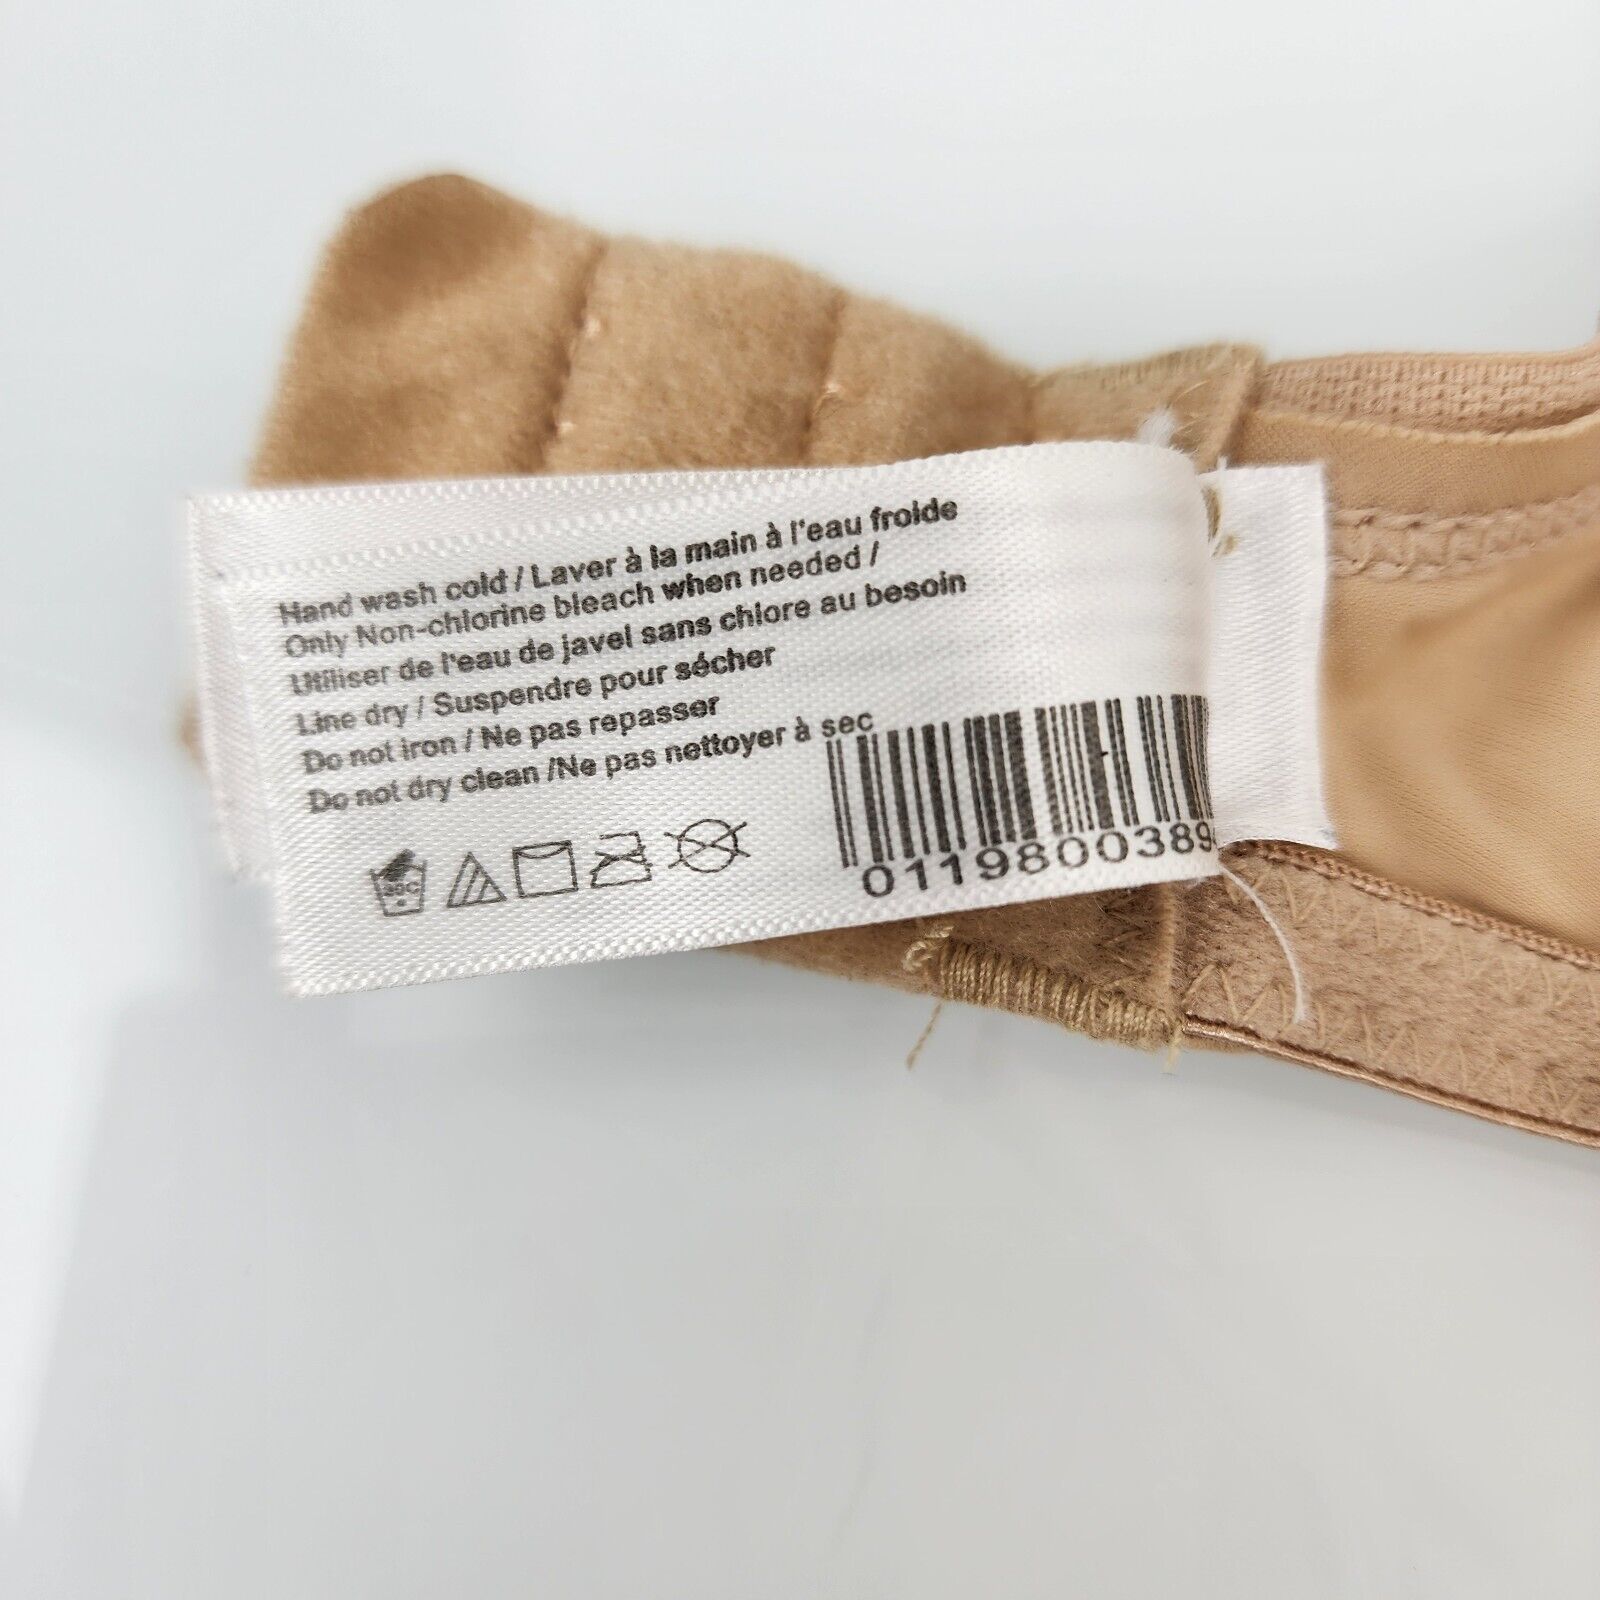 Hand wash cold / Laver à la main à l'eau froide
Only Non-chlorine bleach when needed /
Utiliser de l'eau de javel sans chlore au besoin
Line dry / Suspendre pour sécher
Do not iron / Ne pas repasser
Do not dry clean /Ne pas nettoyer à sec
0119800389